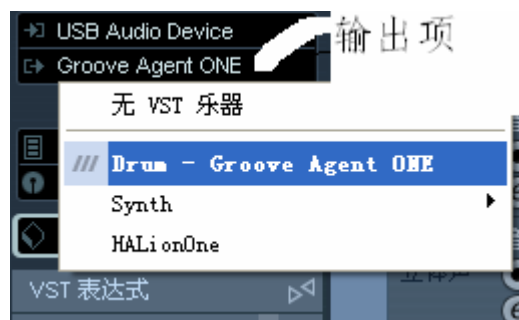 USB Audio Device
输出项
Groove Agent ONE
无 VST 乐器
Drum - Groove Agent ONE
Synth
HALionOne
VST 表达式